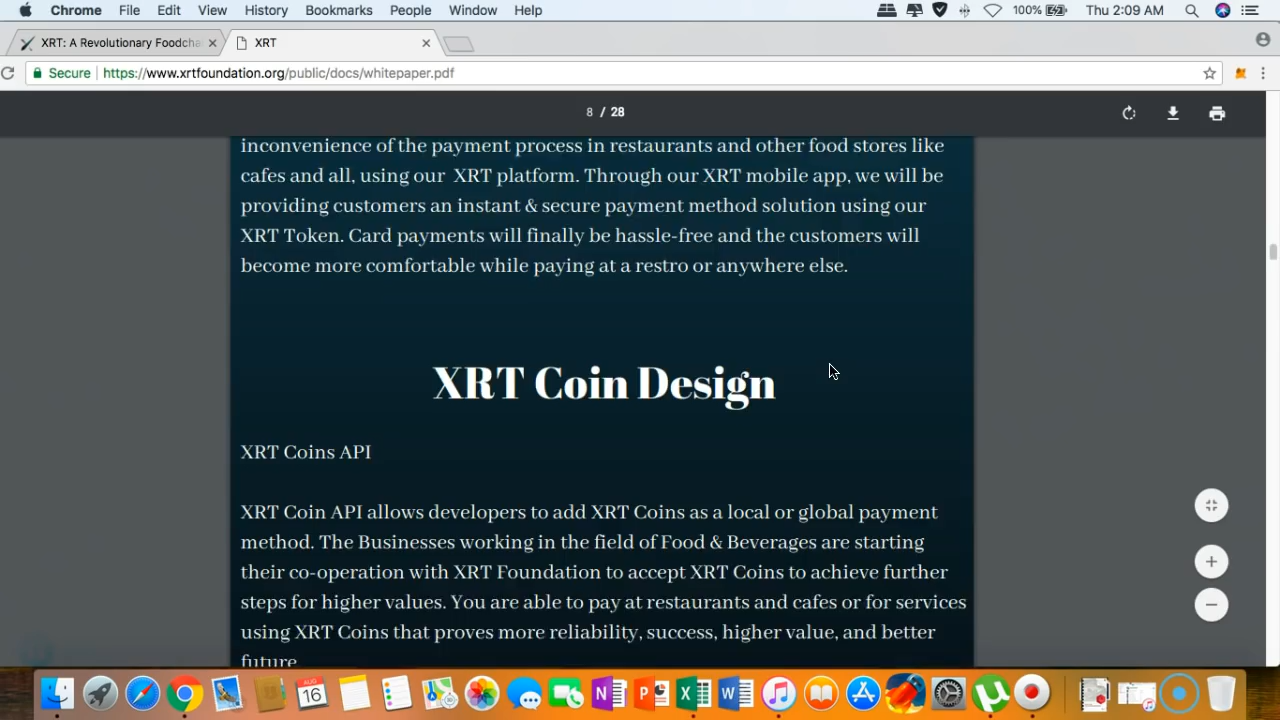 Chrome File Edit View History Bookmarks People Window Help 100% Thu 2:09 AM
XRT: A Revolutionary Foodcha XRT
Secure https://www.xrtfoundation.org/public/docs/whitepaper.pdf
8 / 28
inconvenience of the payment process in restaurants and other food stores like
cafes and all, using our XRT platform. Through our XRT mobile app, we will be
providing customers an instant & secure payment method solution using our
XRT Token. Card payments will finally be hassle-free and the customers will
become more comfortable while paying at a restro or anywhere else.
XRT Coin Design
XRT Coins API
XRT Coin API allows developers to add XRT Coins as a local or global payment
method. The Businesses working in the field of Food & Beverages are starting
their co-operation with XRT Foundation to accept XRT Coins to achieve further
steps for higher values. You are able to pay at restaurants and cafes or for services
using XRT Coins that proves more reliability, success, higher value, and better
future
AUG
16